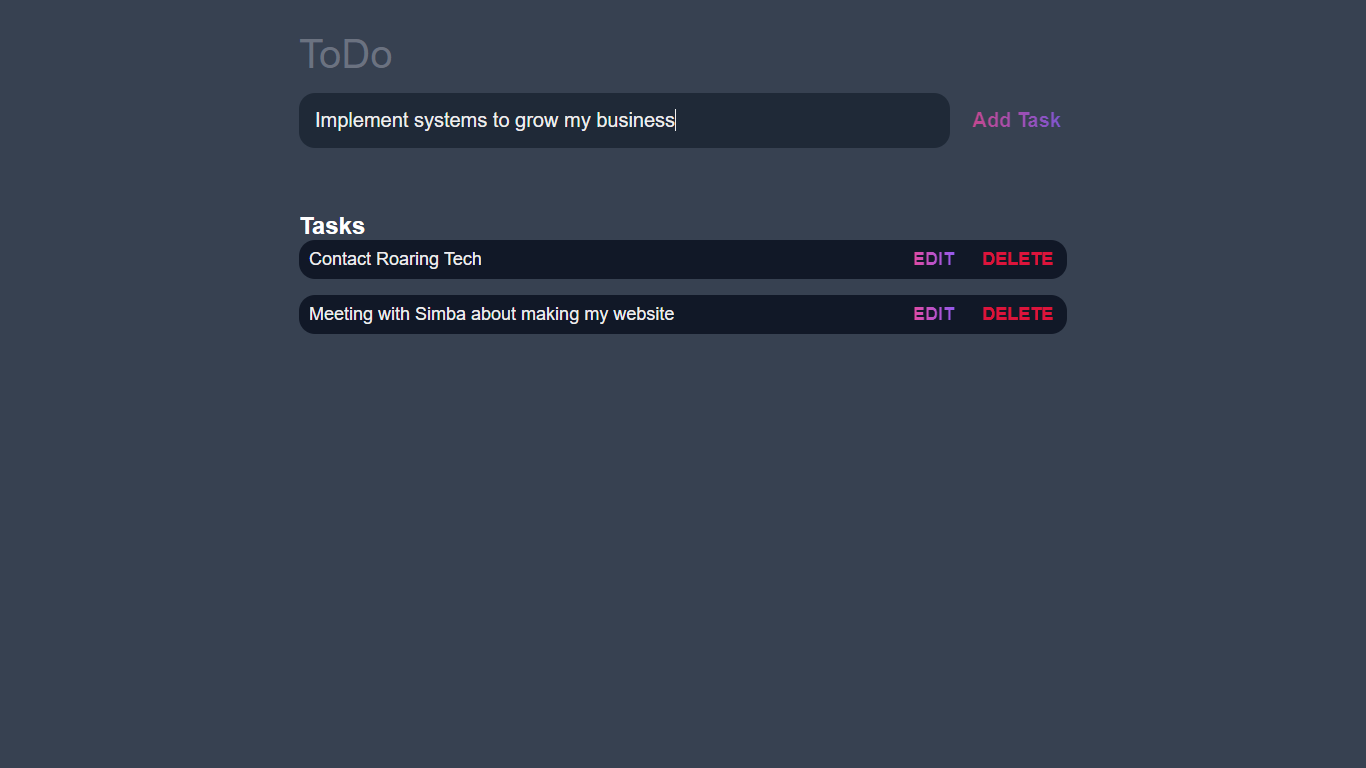 ToDo
Implement systems to grow my business
Add Task
Tasks
Contact Roaring Tech EDIT DELETE
Meeting with Simba about making my website EDIT DELETE